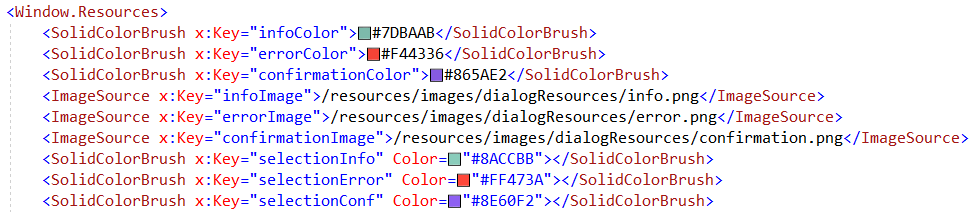 <Window.Resources>
<SolidColorBrush x:Key="infoColor">#7DBAAB</SolidColorBrush>
<SolidColorBrush x:Key="errorColor">#F44336</SolidColorBrush>
<SolidColorBrush x:Key="confirmationColor">#865AE2</SolidColorBrush>
<ImageSource x:Key="infoImage">/resources/images/dialogResources/info.png</ImageSource>
<ImageSource x:Key="errorImage">/resources/images/dialogResources/error.png</ImageSource>
<ImageSource x:Key="confirmationImage">/resources/images/dialogResources/confirmation.png</ImageSource>
<SolidColorBrush x:Key="selectionInfo" Color="#8ACCBB"></SolidColorBrush>
<SolidColorBrush x:Key="selectionError" Color="#FF473A"></SolidColorBrush>
<SolidColorBrush x:Key="selectionConf" Color="#8E60F2"></SolidColorBrush>